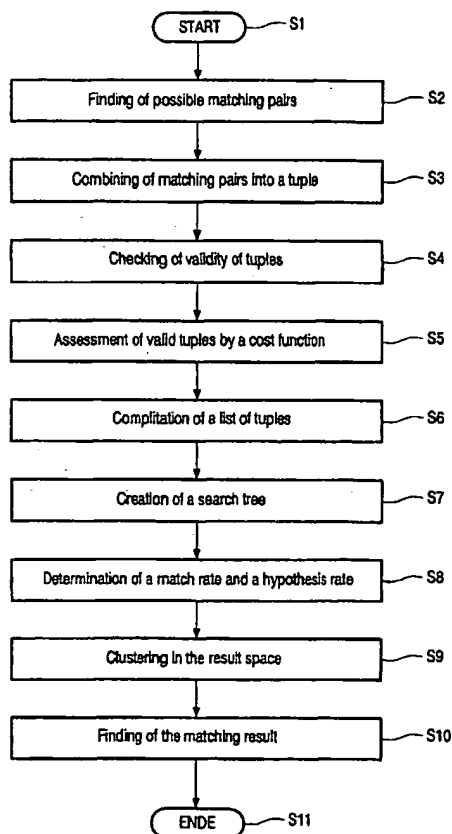 START S1
Finding of possible matching pairs S2
Combining of matching pairs into a tuple S3
Checking of validity of tuples S4
Assessment of valid tuples by a cost function S5
Complitation of a list of tuples S6
Creation of a search tree S7
Determination of a match rate and a hypothesis rate S8
Clustering in the result space S9
Finding of the matching result S10
ENDE S11